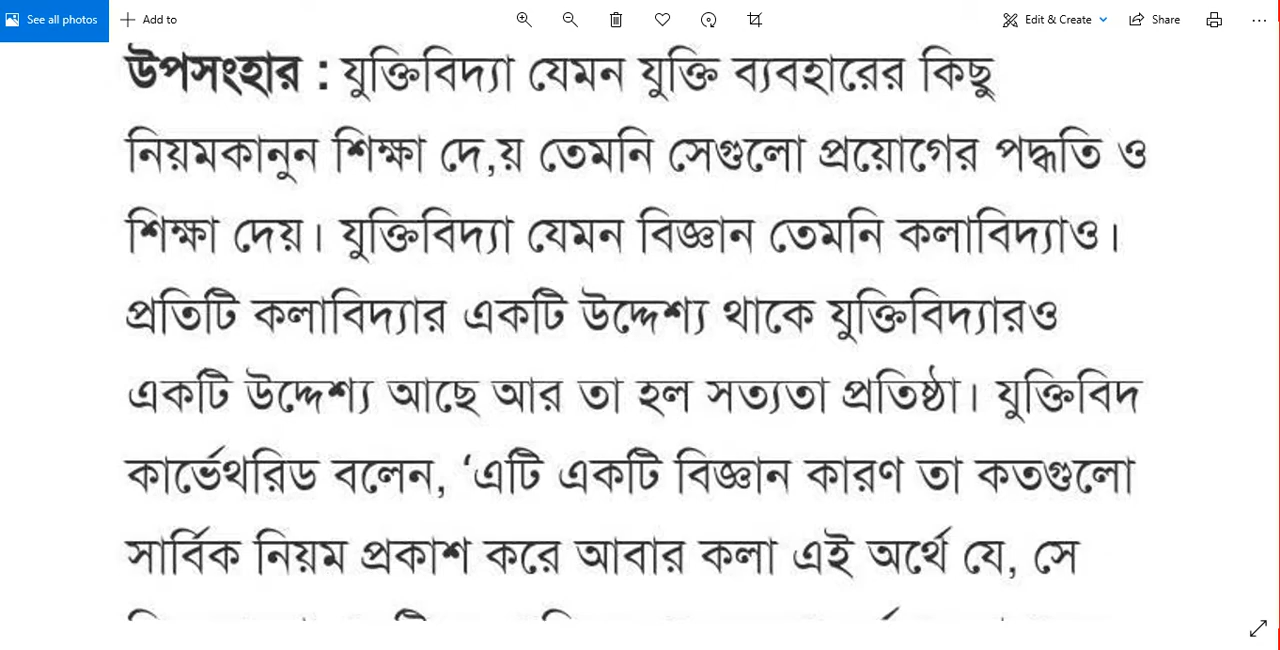 See all photos Add to Edit & Create Share
উপসংহার : যুক্তিবিদ্যা যেমন যুক্তি ব্যবহারের কিছু
নিয়মকানুন শিক্ষা দে,য় তেমনি সেগুলো প্রয়োগের পদ্ধতি ও
শিক্ষা দেয়। যুক্তিবিদ্যা যেমন বিজ্ঞান তেমনি কলাবিদ্যাও।
প্রতিটি কলাবিদ্যার একটি উদ্দেশ্য থাকে যুক্তিবিদ্যারও
একটি উদ্দেশ্য আছে আর তা হল সত্যতা প্রতিষ্ঠা। যুক্তিবিদ
কার্ভেথরিড বলেন, ‘এটি একটি বিজ্ঞান কারণ তা কতগুলো
সার্বিক নিয়ম প্রকাশ করে আবার কলা এই অর্থে যে, সে